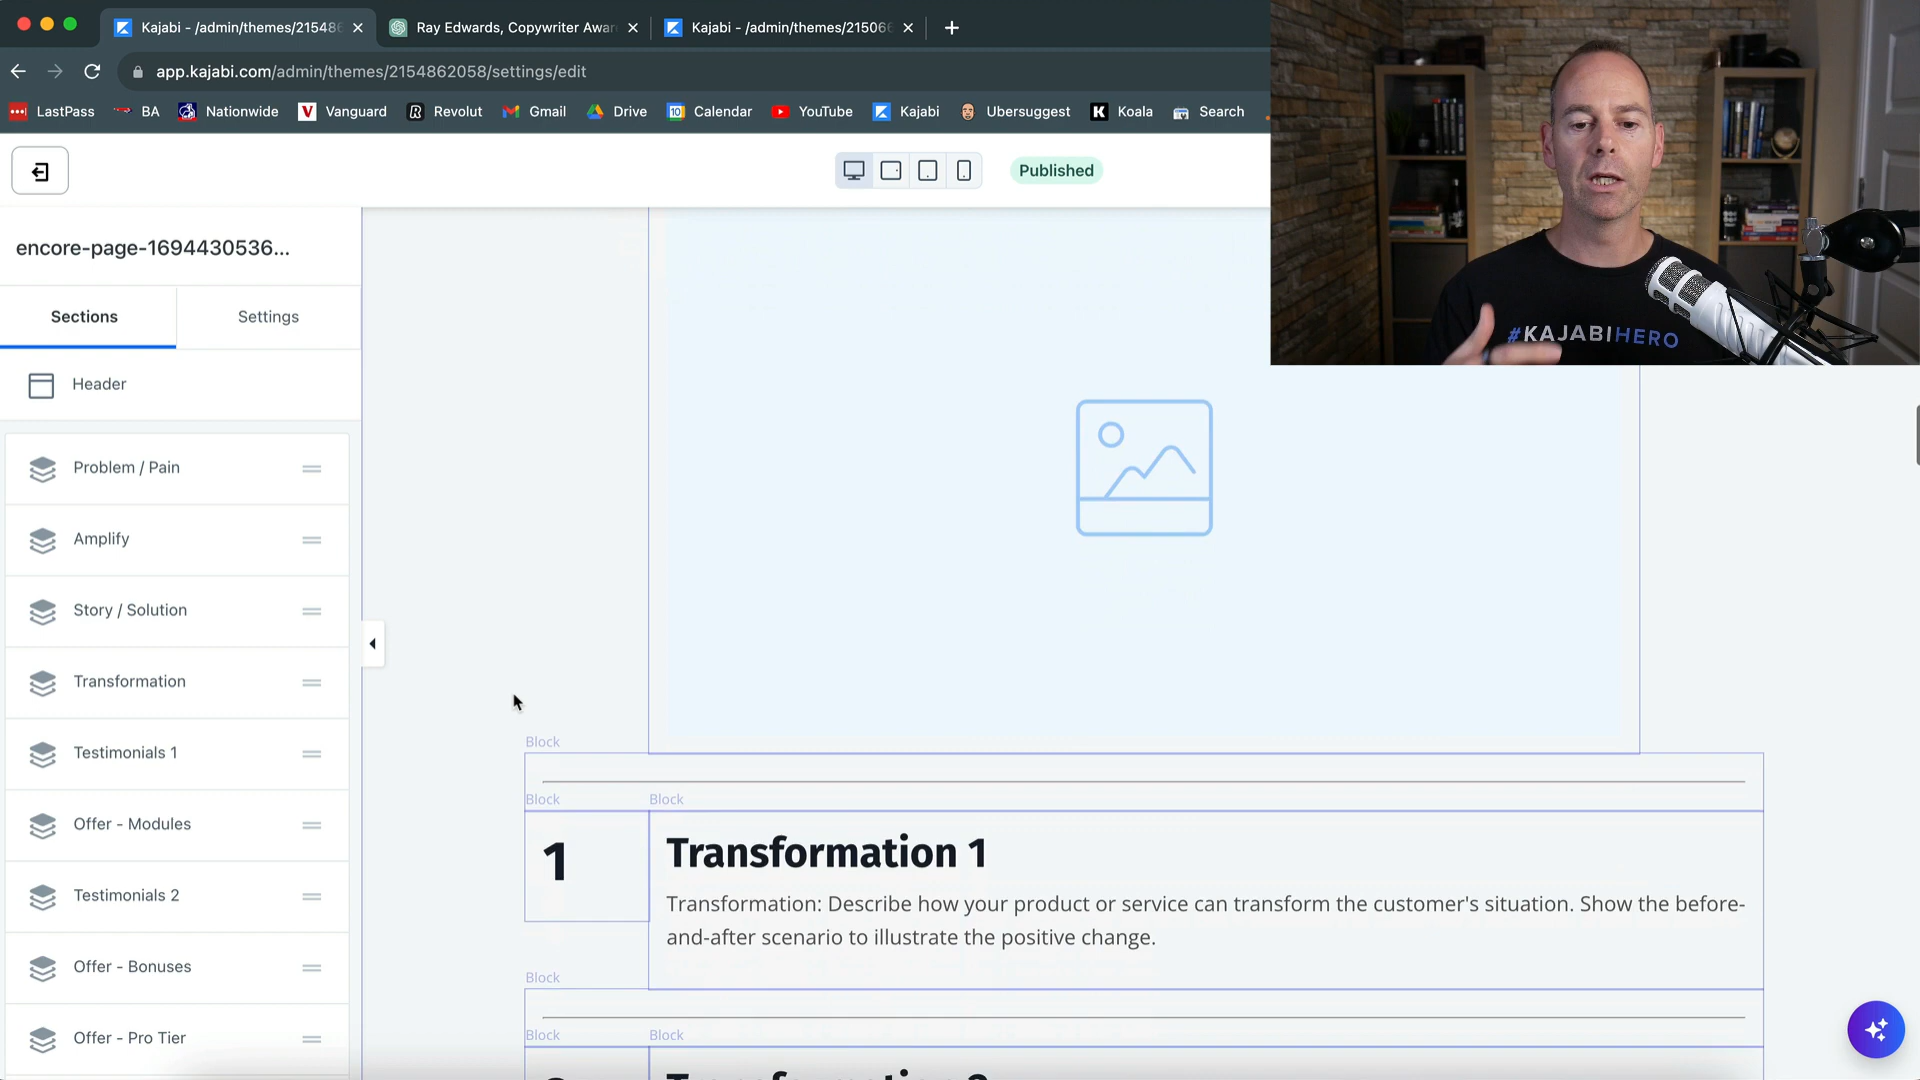 Kajabi - /admin/themes/21548
Ray Edwards, Copywriter Awar
Kajabi - /admin/themes/21506
app.kajabi.com/admin/themes/2154862058/settings/edit
LastPass
BA
Nationwide
Vanguard
Revolut
Gmail
Drive
Calendar
YouTube
Kajabi
Ubersuggest
Koala
Search
Published
#KAJABIHERO
encore-page-1694430536...
Sections
Settings
Header
Problem / Pain
Amplify
Story / Solution
Transformation
Testimonials 1
Offer - Modules
Testimonials 2
Offer - Bonuses
Offer - Pro Tier
Block
Block
Block
1
Transformation 1
Transformation: Describe how your product or service can transform the customer's situation. Show the before-
and-after scenario to illustrate the positive change.
Block
Block
Block